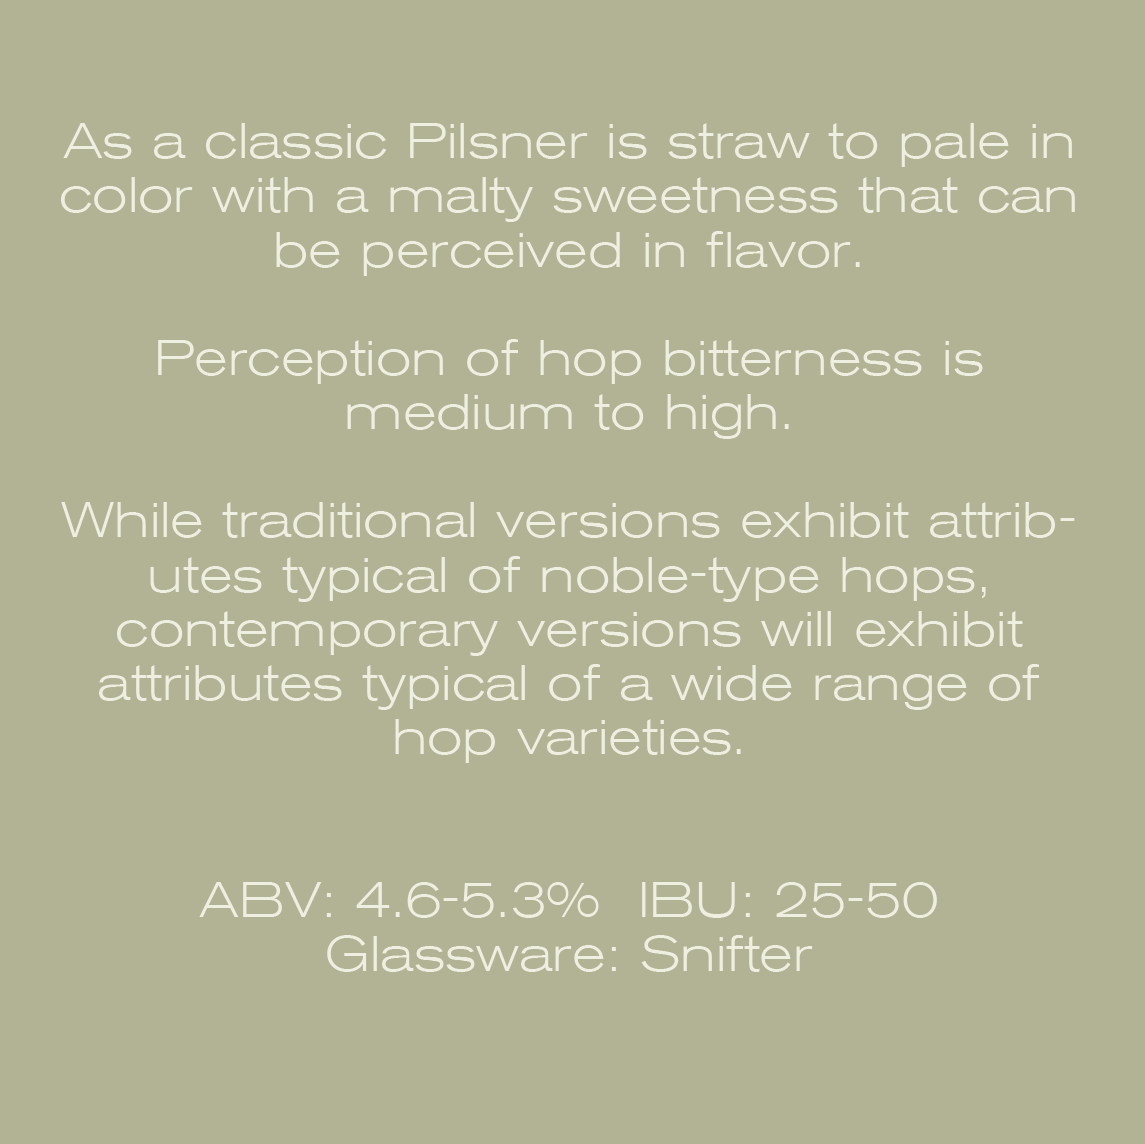 As a classic Pilsner is straw to pale in
color with a malty sweetness that can
be perceived in flavor.
Perception of hop bitterness is
medium to high.
While traditional versions exhibit attrib-
utes typical of noble-type hops,
contemporary versions will exhibit
attributes typical of a wide range of
hop varieties.
ABV: 4.6-5.3%  IBU: 25-50
Glassware: Snifter